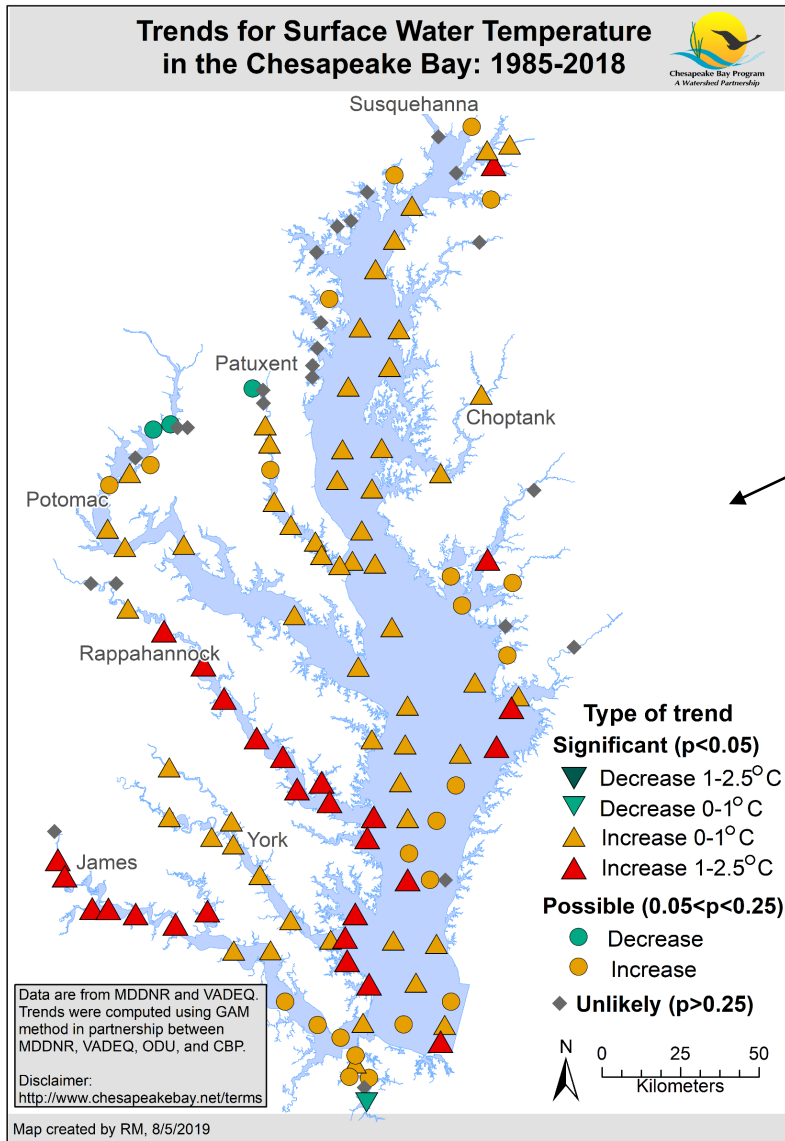 Trends for Surface Water Temperature
in the Chesapeake Bay: 1985-2018
Chesapeake Bay Program
A Watershed Partnership
Susquehanna
Patuxent
Choptank
Potomac
Rappahannock
York
James
Type of trend
Significant (p<0.05)
Decrease 1-2.5°C
Decrease 0-1°C
Increase 0-1°C
Increase 1-2.5°C
Possible (0.05<p<0.25)
Decrease
Increase
Unlikely (p>0.25)
N
0 25 50
Kilometers
Data are from MDDNR and VADEQ.
Trends were computed using GAM
method in partnership between
MDDNR, VADEQ, ODU, and CBP.
Disclaimer:
http://www.chesapeakebay.net/terms
Map created by RM, 8/5/2019